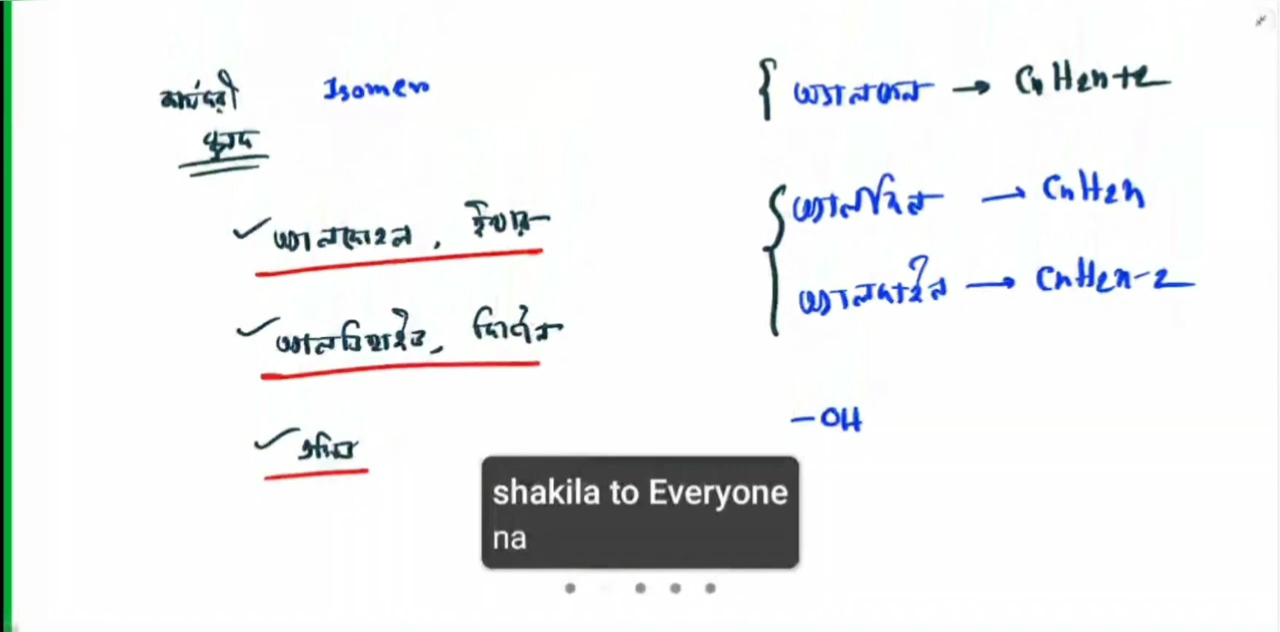 কার্যকরী Isomer
মূলক
অ্যালকোহল, ইথার
অ্যালডিহাইড, কিটোন
এমিন
অ্যালকেন → CnH2n+2
অ্যালকিন → CnH2n
অ্যালকাইন → CnH2n-2
-OH
shakila to Everyone
na